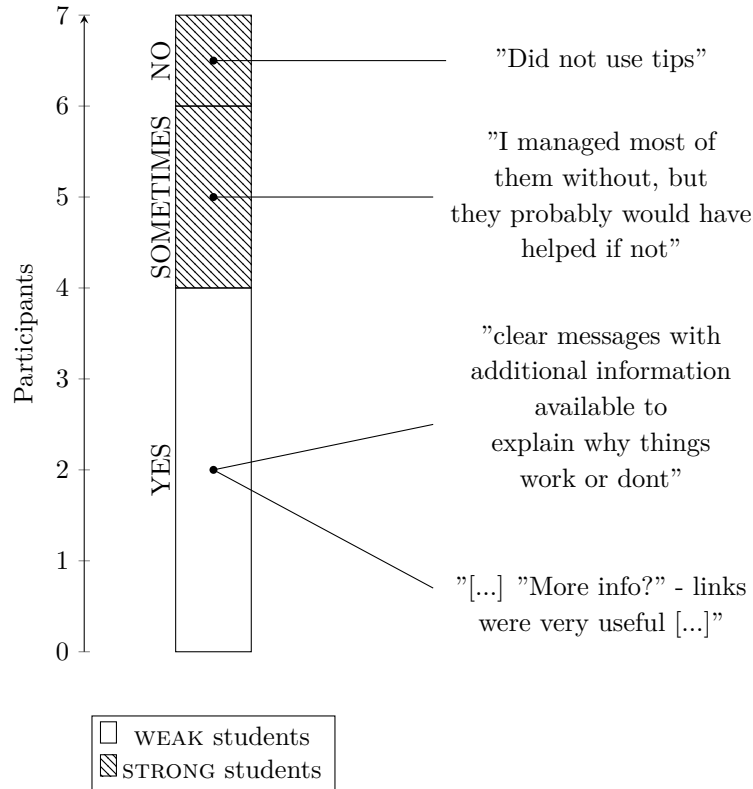 7
6
5
4
3
2
1
0
Participants
NO
SOMETIMES
YES
"Did not use tips"
"I managed most of
them without, but
they probably would have
helped if not"
"clear messages with
additional information
available to
explain why things
work or dont"
"[...] "More info?" - links
were very useful [...]"
WEAK students
STRONG students